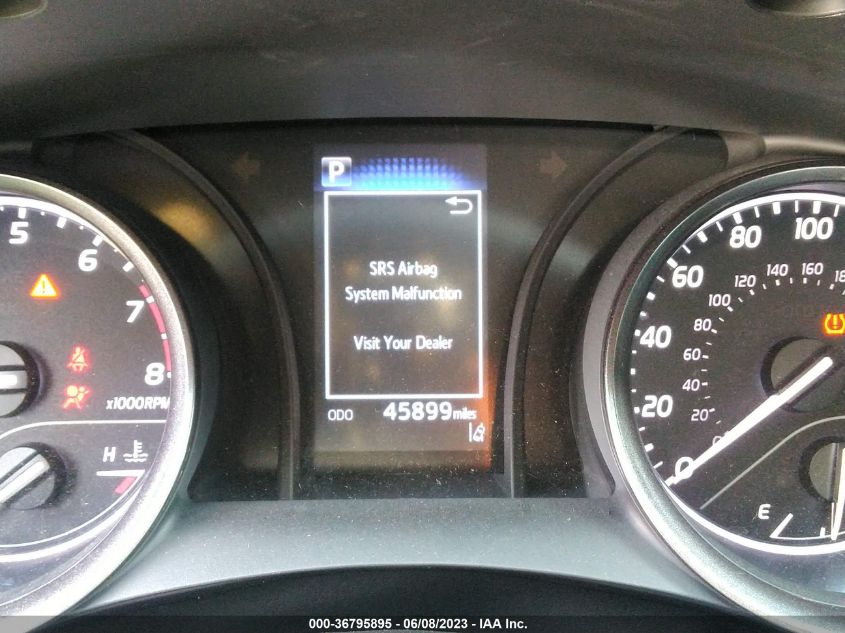 P
SRS Airbag
System Malfunction
Visit Your Dealer
ODO 45899 miles
5
6
7
8
x1000RPM
H
100
80
60
40
20
0
160
140
120
100
80
60
40
20
E
000-36795895 - 06/08/2023 - IAA Inc.